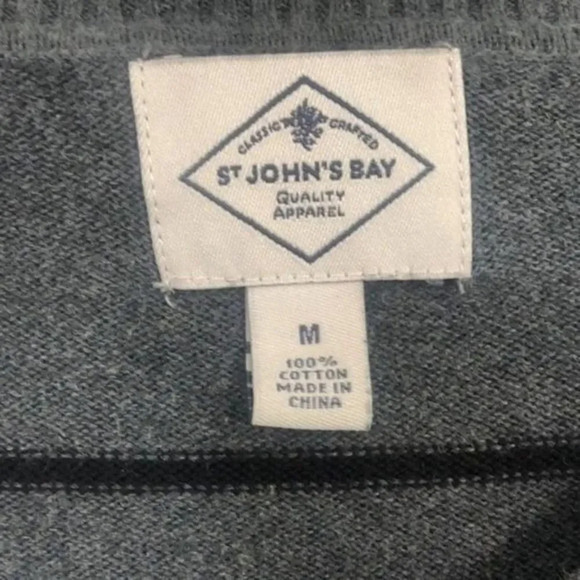 CLASSIC CRAFTED
ST JOHN'S BAY
QUALITY
APPAREL
M
100%
COTTON
MADE IN
CHINA